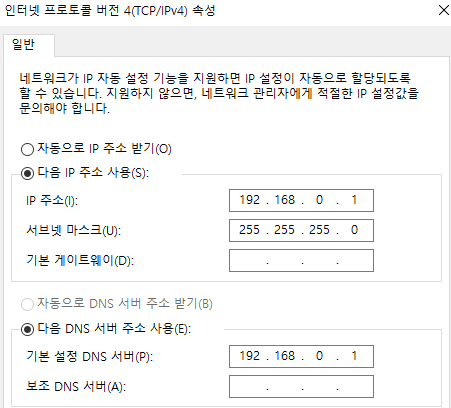 인터넷 프로토콜 버전 4(TCP/IPv4) 속성
일반
네트워크가 IP 자동 설정 기능을 지원하면 IP 설정이 자동으로 할당되도록
할 수 있습니다. 지원하지 않으면, 네트워크 관리자에게 적절한 IP 설정값을
문의해야 합니다.
자동으로 IP 주소 받기(O)
다음 IP 주소 사용(S):
IP 주소(I): 192 . 168 . 0 . 1
서브넷 마스크(U): 255 . 255 . 255 . 0
기본 게이트웨이(D): . . .
자동으로 DNS 서버 주소 받기(B)
다음 DNS 서버 주소 사용(E):
기본 설정 DNS 서버(P): 192 . 168 . 0 . 1
보조 DNS 서버(A): . . .